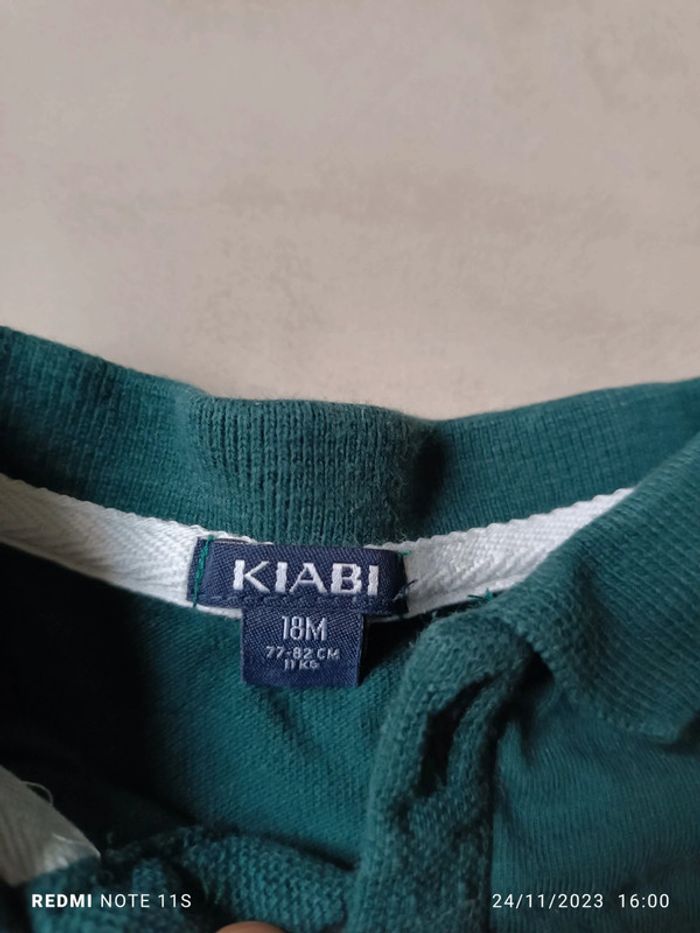 KIABI
18M
77-82 CM
11 KG
REDMI NOTE 11S
24/11/2023 16:00